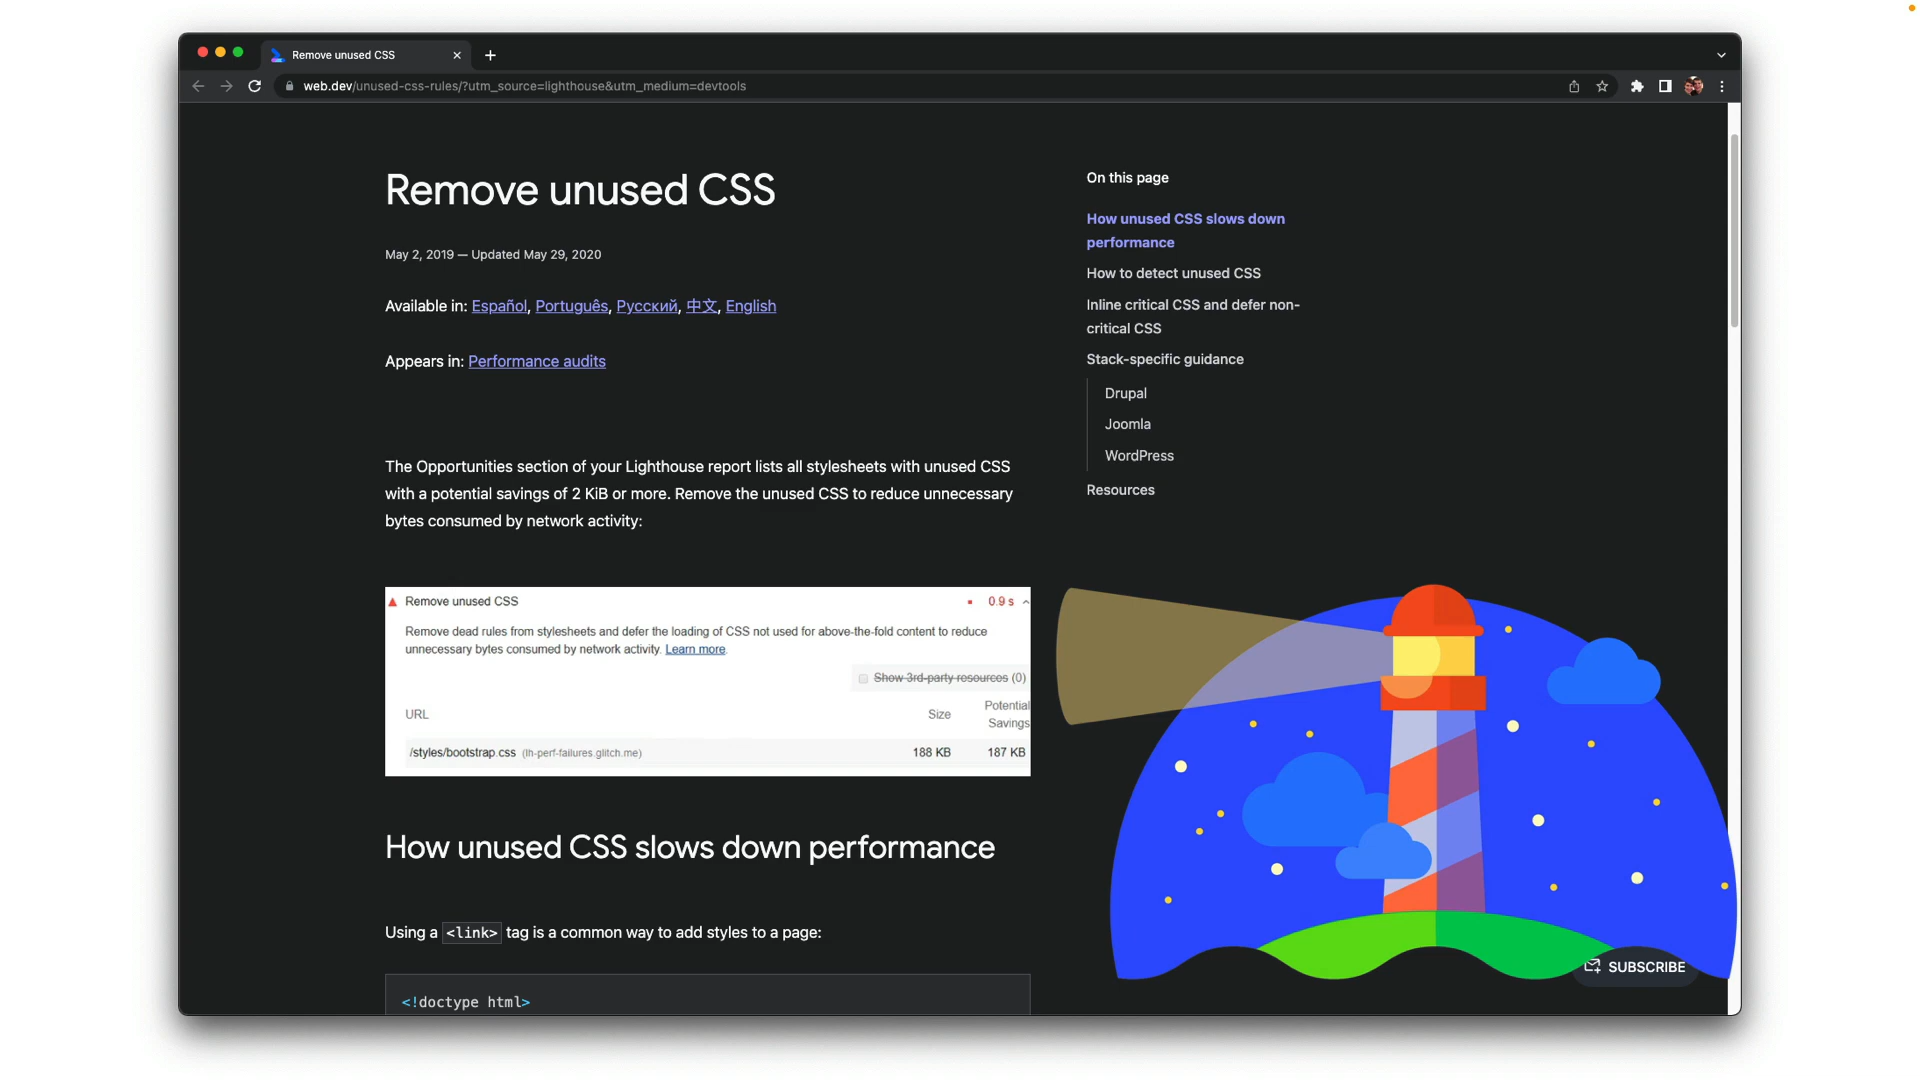 Remove unused CSS
web.dev/unused-css-rules/?utm_source=lighthouse&utm_medium=devtools
Remove unused CSS
May 2, 2019 — Updated May 29, 2020
Available in: Español, Português, Русский, 中文, English
Appears in: Performance audits
The Opportunities section of your Lighthouse report lists all stylesheets with unused CSS
with a potential savings of 2 KiB or more. Remove the unused CSS to reduce unnecessary
bytes consumed by network activity:
Remove unused CSS 0.9 s
Remove dead rules from stylesheets and defer the loading of CSS not used for above-the-fold content to reduce
unnecessary bytes consumed by network activity. Learn more.
Show 3rd-party resources (0)
URL Size Potential
Savings
/styles/bootstrap.css (lh-perf-failures.glitch.me) 188 KB 187 KB
How unused CSS slows down performance
Using a <link> tag is a common way to add styles to a page:
<!doctype html>
On this page
How unused CSS slows down
performance
How to detect unused CSS
Inline critical CSS and defer non-
critical CSS
Stack-specific guidance
Drupal
Joomla
WordPress
Resources
SUBSCRIBE